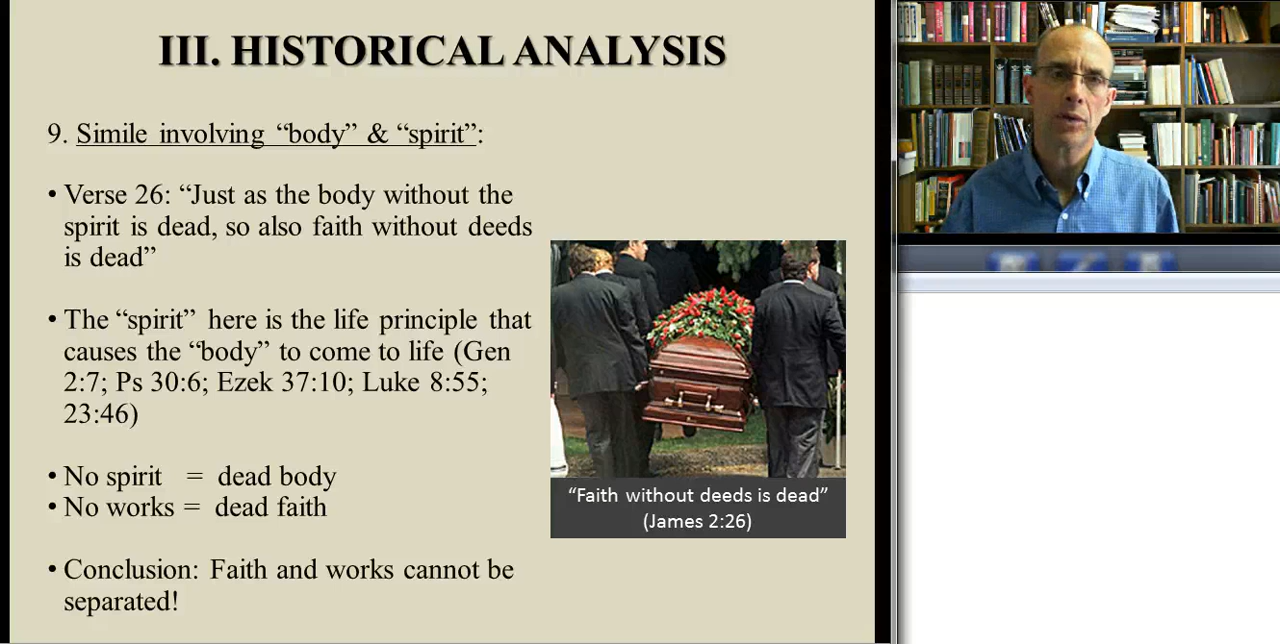 III. HISTORICAL ANALYSIS
9. Simile involving “body” & “spirit”:
• Verse 26: “Just as the body without the
spirit is dead, so also faith without deeds
is dead”
• The “spirit” here is the life principle that
causes the “body” to come to life (Gen
2:7; Ps 30:6; Ezek 37:10; Luke 8:55;
23:46)
• No spirit = dead body
• No works = dead faith
• Conclusion: Faith and works cannot be
separated!
“Faith without deeds is dead”
(James 2:26)